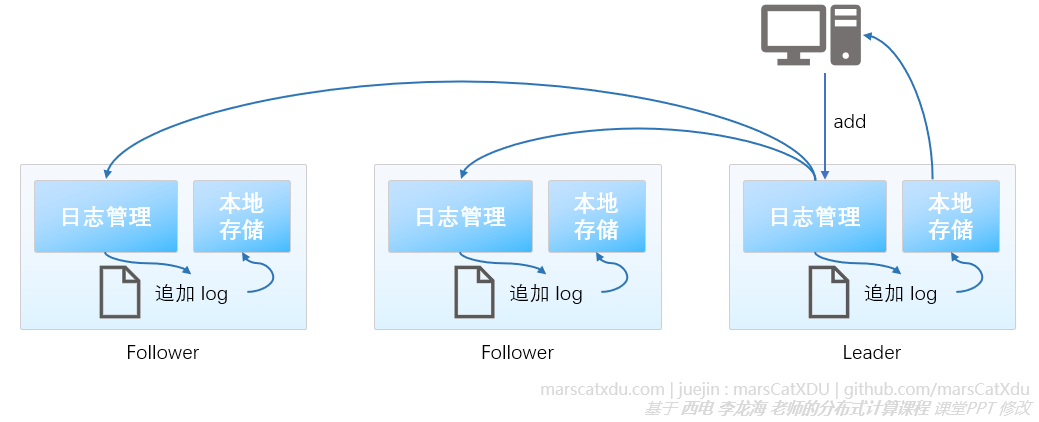 add
日志管理
本地
存储
追加 log
Follower
日志管理
本地
存储
追加 log
Follower
日志管理
本地
存储
追加 log
Leader
marscatxdu.com | juejin : marsCatXDU | github.com/marsCatXdu
基于 西电 李龙海 老师的分布式计算课程 课堂PPT 修改